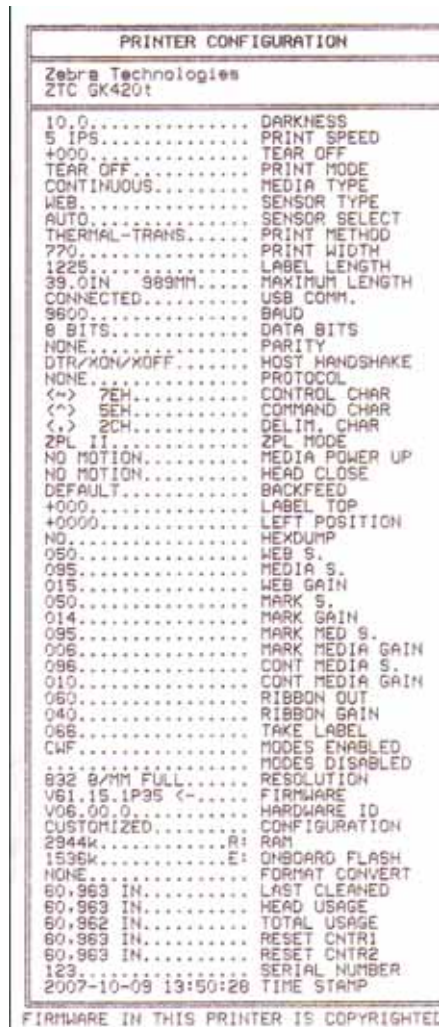 PRINTER CONFIGURATION
Zebra Technologies
ZTC GK420t
10.0............... DARKNESS
5 IPS.............. PRINT SPEED
+000............... TEAR OFF
TEAR OFF........... PRINT MODE
CONTINUOUS......... MEDIA TYPE
WEB................ SENSOR TYPE
AUTO............... SENSOR SELECT
THERMAL-TRANS...... PRINT METHOD
770................ PRINT WIDTH
1225............... LABEL LENGTH
39.0IN   989MM..... MAXIMUM LENGTH
CONNECTED.......... USB COMM.
9600............... BAUD
8 BITS............. DATA BITS
NONE............... PARITY
DTR/XON/XOFF....... HOST HANDSHAKE
NONE............... PROTOCOL
<~>  7EH........... CONTROL CHAR
<^>  5EH........... COMMAND CHAR
<,>  2CH........... DELIM. CHAR
ZPL II............. ZPL MODE
NO MOTION.......... MEDIA POWER UP
NO MOTION.......... HEAD CLOSE
DEFAULT............ BACKFEED
+000............... LABEL TOP
+0000.............. LEFT POSITION
NO................. HEXDUMP
050................ WEB S.
095................ MEDIA S.
015................ WEB GAIN
050................ MARK S.
014................ MARK GAIN
095................ MARK MED S.
006................ MARK MEDIA GAIN
096................ CONT MEDIA S.
010................ CONT MEDIA GAIN
060................ RIBBON OUT
040................ RIBBON GAIN
066................ TAKE LABEL
CWF................ MODES ENABLED
................... MODES DISABLED
832 8/MM FULL...... RESOLUTION
V61.15.1P35 <-..... FIRMWARE
V06.00.0........... HARDWARE ID
CUSTOMIZED......... CONFIGURATION
2944k............R: RAM
1536k............E: ONBOARD FLASH
NONE............... FORMAT CONVERT
60,963 IN.......... LAST CLEANED
60,963 IN.......... HEAD USAGE
60,962 IN.......... TOTAL USAGE
60,963 IN.......... RESET CNTR1
60,963 IN.......... RESET CNTR2
123................ SERIAL NUMBER
2007-10-09 13:50:28 TIME STAMP
FIRMWARE IN THIS PRINTER IS COPYRIGHTED